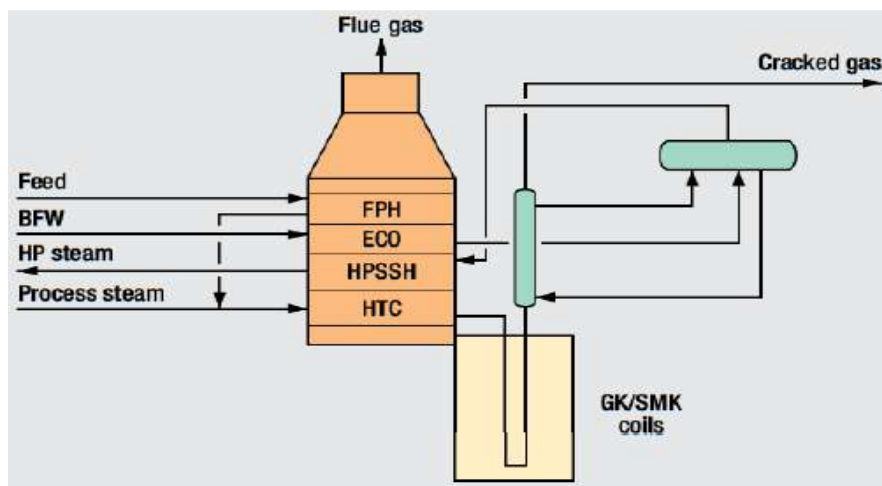 Flue gas
Cracked gas
Feed
FPH
BFW
ECO
HP steam
HPSSH
Process steam
HTC
GK/SMK
coils